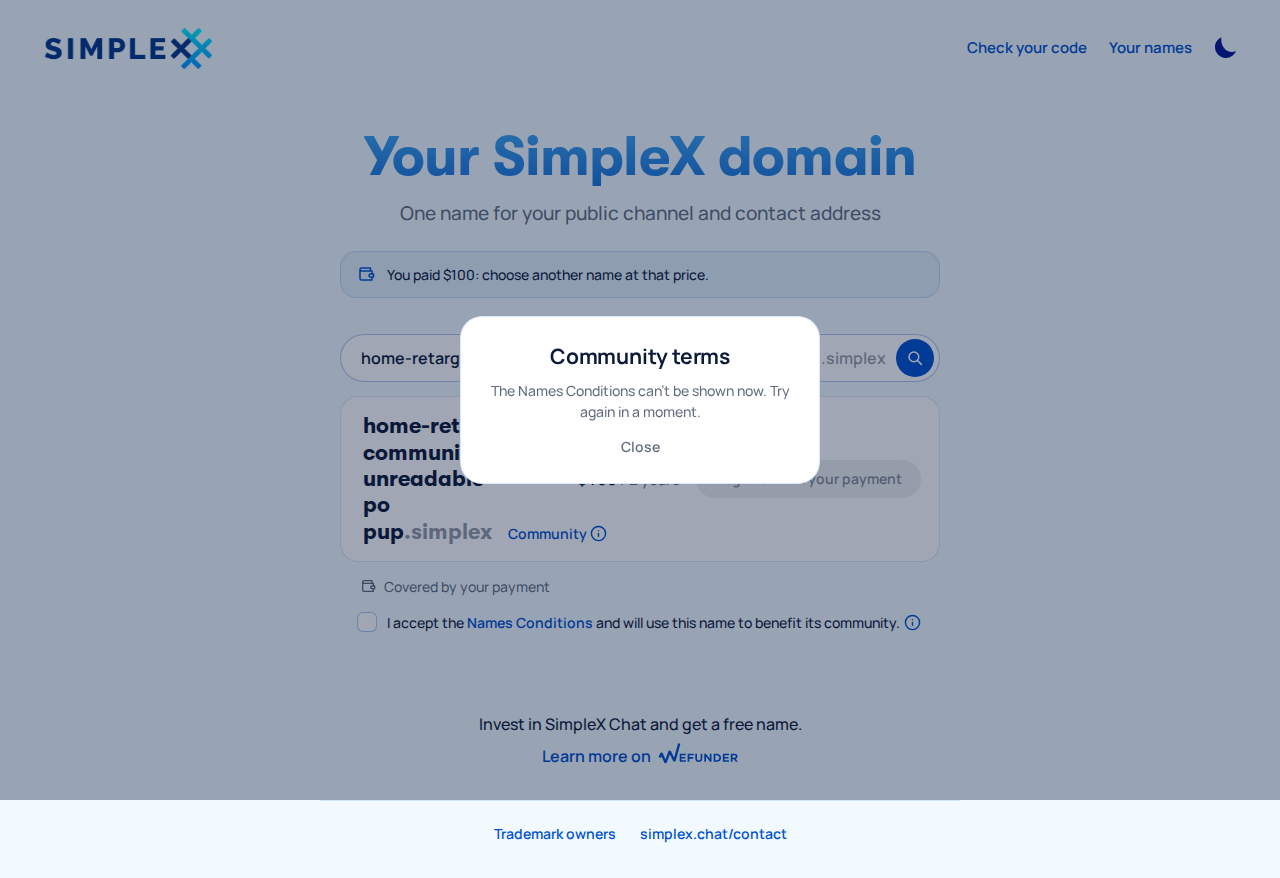 SIMPLEX
Check your code
Your names
Your SimpleX domain
One name for your public channel and contact address
You paid $100: choose another name at that price.
home-retarg
.simplex
Community terms
The Names Conditions can't be shown now. Try
again in a moment.
Close
home-ret
communi
unreadable-
po
pup.simplex
Community
your payment
Covered by your payment
I accept the Names Conditions and will use this name to benefit its community.
Invest in SimpleX Chat and get a free name.
Learn more on WEFUNDER
Trademark owners
simplex.chat/contact